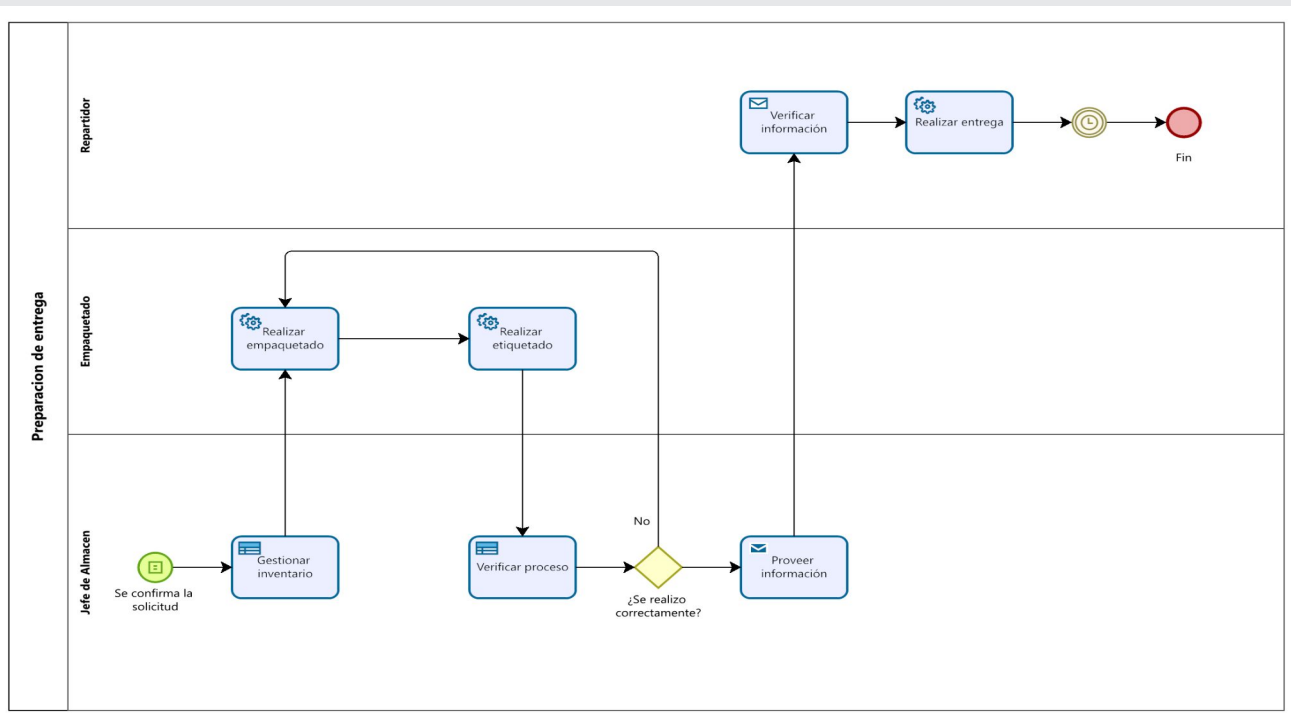 Preparacion de entrega
Repartidor
Verificar
información
Realizar entrega
Fin
Empaquetado
Realizar
empaquetado
Realizar
etiquetado
Jefe de Almacen
Se confirma la
solicitud
Gestionar
inventario
Verificar proceso
No
¿Se realizo
correctamente?
Proveer
información